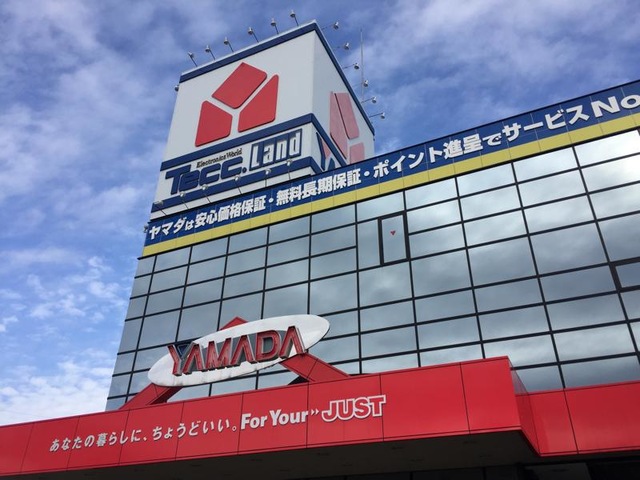 Electronics World
Tecc.Land
ヤマダは安心価格保証・無料長期保証・ポイント進呈でサービスNo
YAMADA
あなたの暮らしに、ちょうどいい。For Your » JUST